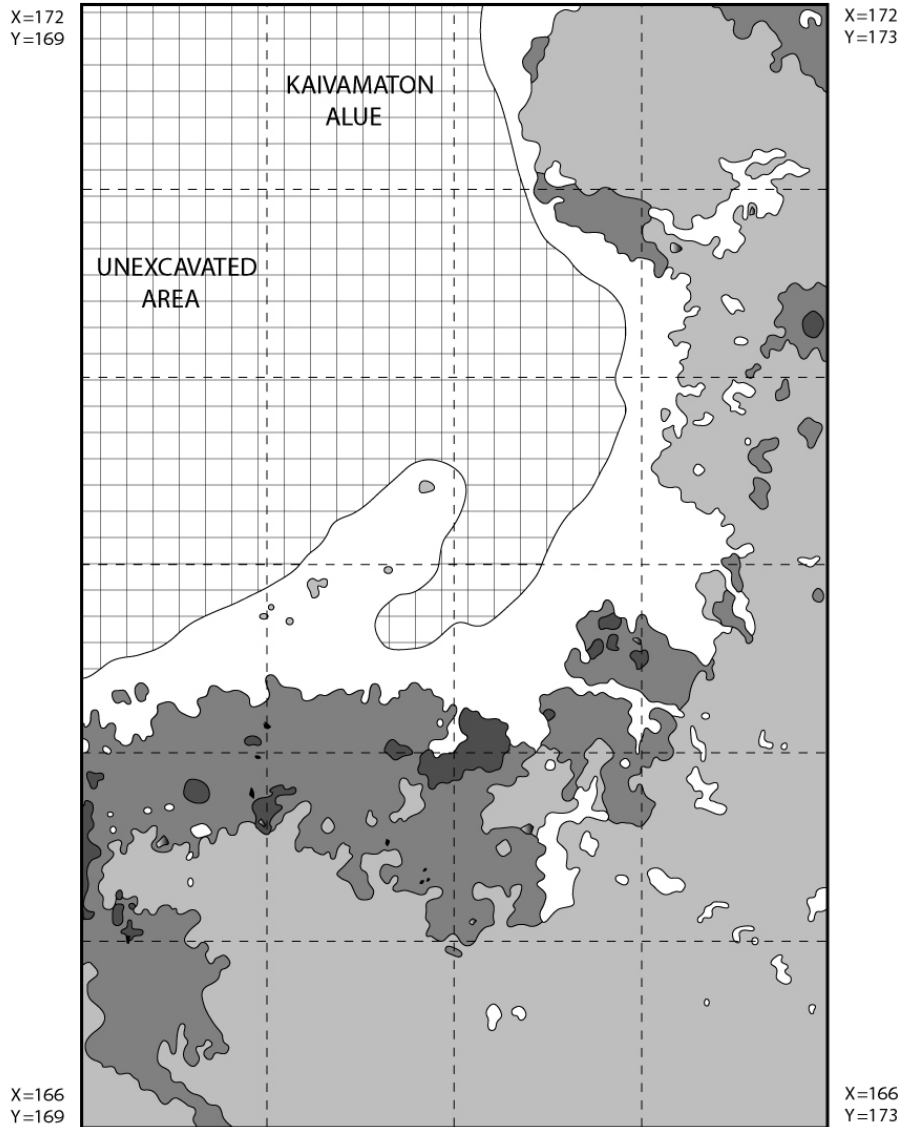 X=172
Y=169
X=172
Y=173
KAIVAMATON
ALUE
UNEXCAVATED
AREA
X=166
Y=169
X=166
Y=173